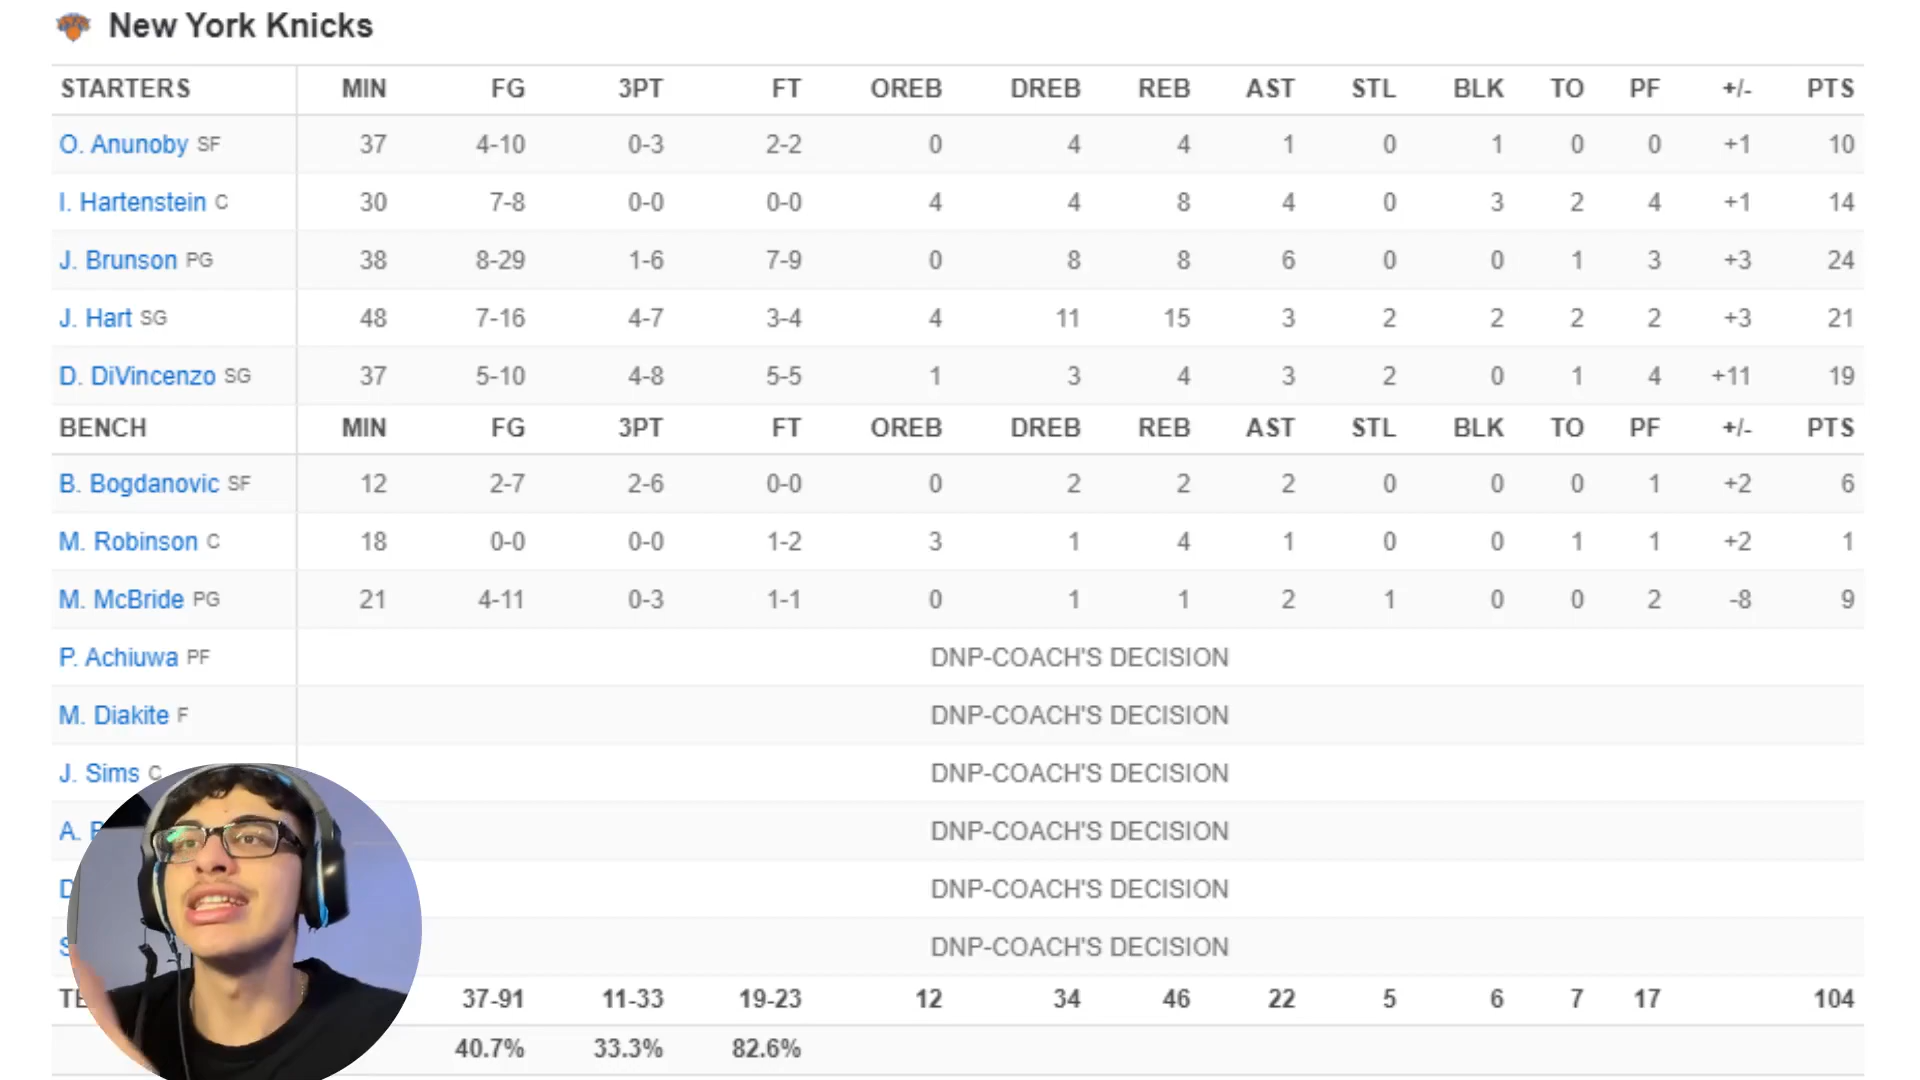 New York Knicks
STARTERS MIN FG 3PT FT OREB DREB REB AST STL BLK TO PF +/- PTS
O. Anunoby SF 37 4-10 0-3 2-2 0 4 4 1 0 1 0 0 +1 10
I. Hartenstein C 30 7-8 0-0 0-0 4 4 8 4 0 3 2 4 +1 14
J. Brunson PG 38 8-29 1-6 7-9 0 8 8 6 0 0 1 3 +3 24
J. Hart SG 48 7-16 4-7 3-4 4 11 15 3 2 2 2 2 +3 21
D. DiVincenzo SG 37 5-10 4-8 5-5 1 3 4 3 2 0 1 4 +11 19
BENCH MIN FG 3PT FT OREB DREB REB AST STL BLK TO PF +/- PTS
B. Bogdanovic SF 12 2-7 2-6 0-0 0 2 2 2 0 0 0 1 +2 6
M. Robinson C 18 0-0 0-0 1-2 3 1 4 1 0 0 1 1 +2 1
M. McBride PG 21 4-11 0-3 1-1 0 1 1 2 1 0 0 2 -8 9
P. Achiuwa PF DNP-COACH'S DECISION
M. Diakite F DNP-COACH'S DECISION
J. Sims C DNP-COACH'S DECISION
A. DNP-COACH'S DECISION
DNP-COACH'S DECISION
DNP-COACH'S DECISION
37-91 11-33 19-23 12 34 46 22 5 6 7 17 104
40.7% 33.3% 82.6%